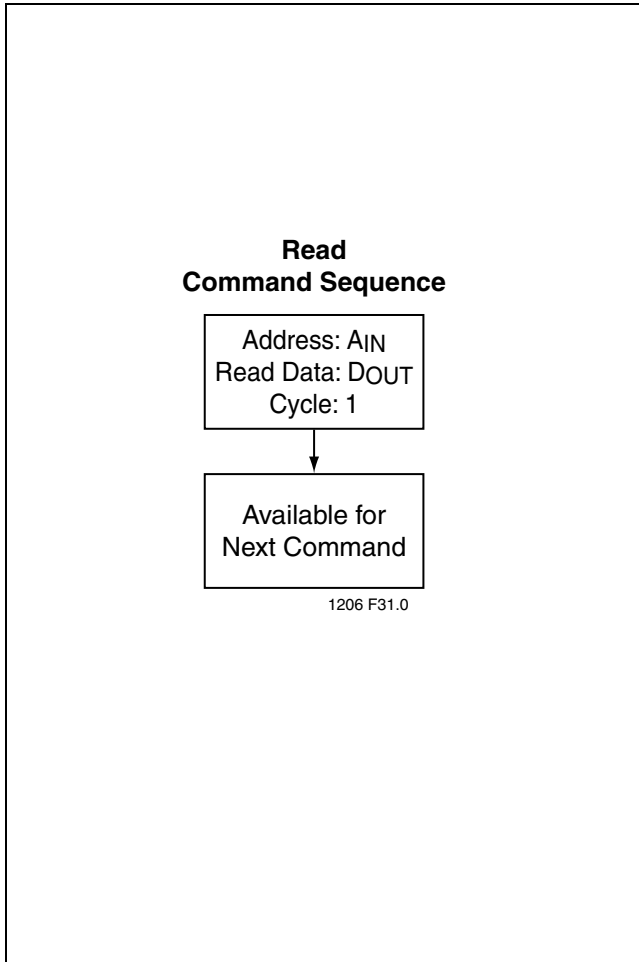 Read
Command Sequence
Address: AIN
Read Data: DOUT
Cycle: 1
Available for
Next Command
1206 F31.0